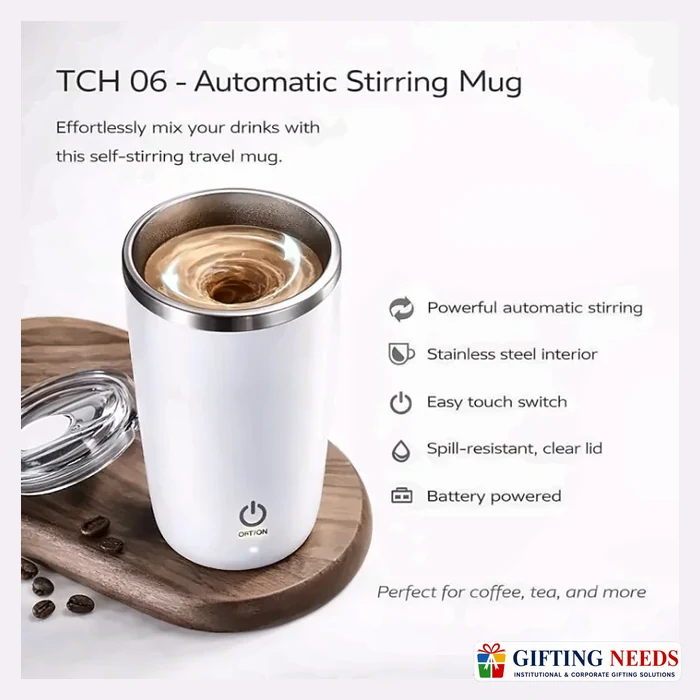 TCH 06 - Automatic Stirring Mug
Effortlessly mix your drinks with
this self-stirring travel mug.
Powerful automatic stirring
Stainless steel interior
Easy touch switch
Spill-resistant, clear lid
Battery powered
OPT/ON
Perfect for coffee, tea, and more
GIFTING NEEDS
INSTITUTIONAL & CORPORATE GIFTING SOLUTIONS